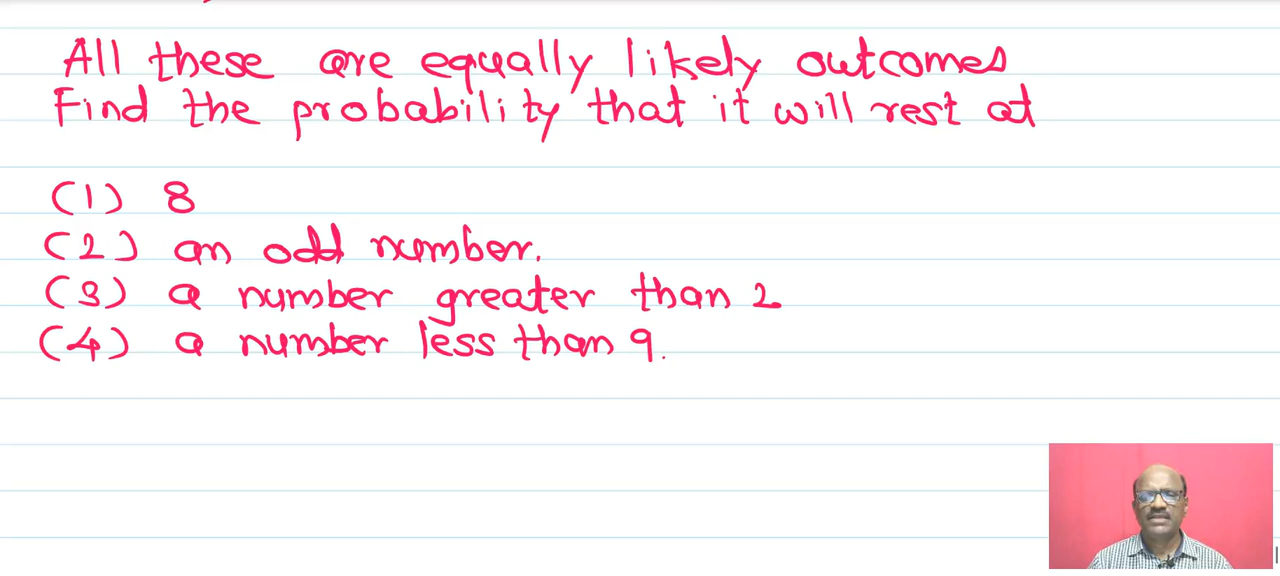 All these are equally likely outcomes
Find the probability that it will rest at
(1) 8
(2) an odd number.
(3) a number greater than 2
(4) a number less than 9.